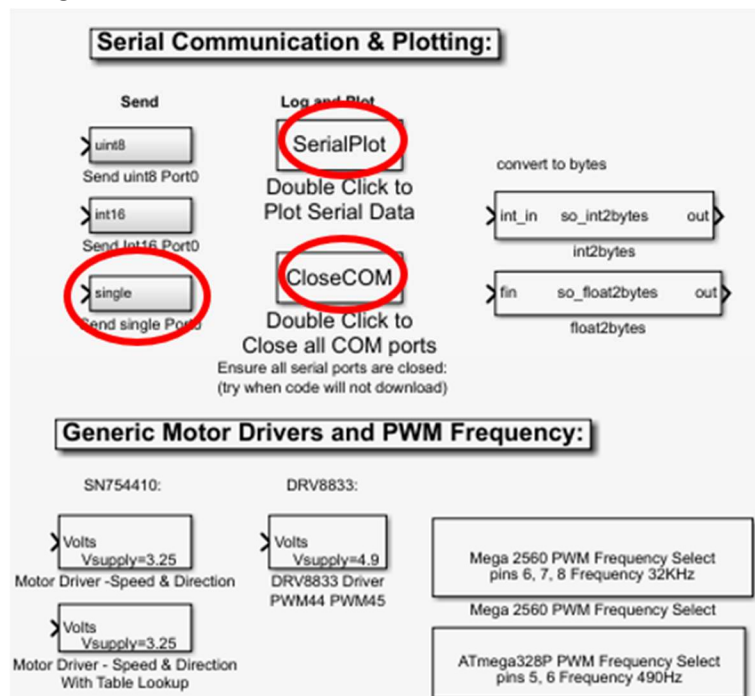 Serial Communication & Plotting:
Send
uint8
Send uint8 Port0
int16
Send Int16 Port0
single
Send single Port0
Log and Plot
SerialPlot
Double Click to
Plot Serial Data
CloseCOM
Double Click to
Close all COM ports
Ensure all serial ports are closed:
(try when code will not download)
convert to bytes
int_in so_int2bytes out
int2bytes
fin so_float2bytes out
float2bytes
Generic Motor Drivers and PWM Frequency:
SN754410:
Volts
Vsupply=3.25
Motor Driver -Speed & Direction
Volts
Vsupply=3.25
Motor Driver - Speed & Direction
With Table Lookup
DRV8833:
Volts
Vsupply=4.9
DRV8833 Driver
PWM44 PWM45
Mega 2560 PWM Frequency Select
pins 6, 7, 8 Frequency 32KHz
Mega 2560 PWM Frequency Select
ATmega328P PWM Frequency Select
pins 5, 6 Frequency 490Hz